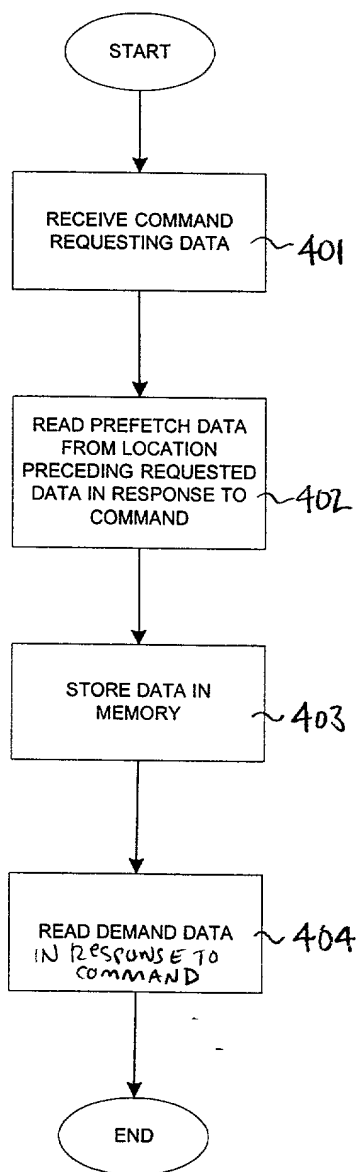 START
RECEIVE COMMAND
REQUESTING DATA
401
READ PREFETCH DATA
FROM LOCATION
PRECEDING REQUESTED
DATA IN RESPONSE TO
COMMAND
402
STORE DATA IN
MEMORY
403
READ DEMAND DATA
IN RESPONSE TO
COMMAND
404
END